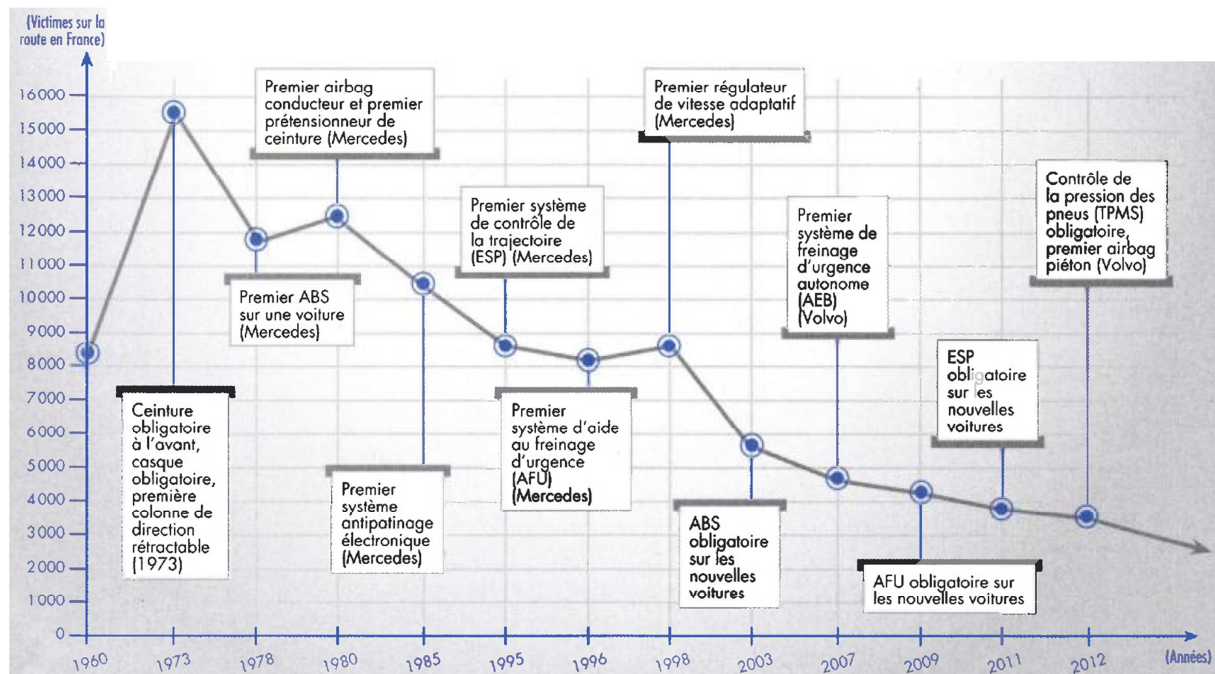 (Victimes sur la
route en France)
16000
15000
14000
13000
12000
11000
10000
9000
8000
7000
6000
5000
4000
3000
2000
1000
0
Premier airbag
conducteur et premier
prétensionneur de
ceinture (Mercedes)
Premier régulateur
de vitesse adaptatif
(Mercedes)
Contrôle de
la pression des
pneus (TPMS)
obligatoire,
premier airbag
piéton (Volvo)
Premier système
de contrôle de
la trajectoire
(ESP) (Mercedes)
Premier
système de
freinage
d'urgence
autonome
(AEB)
(Volvo)
Premier ABS
sur une voiture
(Mercedes)
ESP
obligatoire
sur les
nouvelles
voitures
Ceinture
obligatoire
à l'avant,
casque
obligatoire,
première
colonne de
direction
rétractable
(1973)
Premier
système d'aide
au freinage
d'urgence
(AFU)
(Mercedes)
Premier
système
antipatinage
électronique
(Mercedes)
ABS
obligatoire
sur les
nouvelles
voitures
AFU obligatoire sur
les nouvelles voitures
1960
1973
1978
1980
1985
1995
1996
1998
2003
2007
2009
2011
2012
(Années)